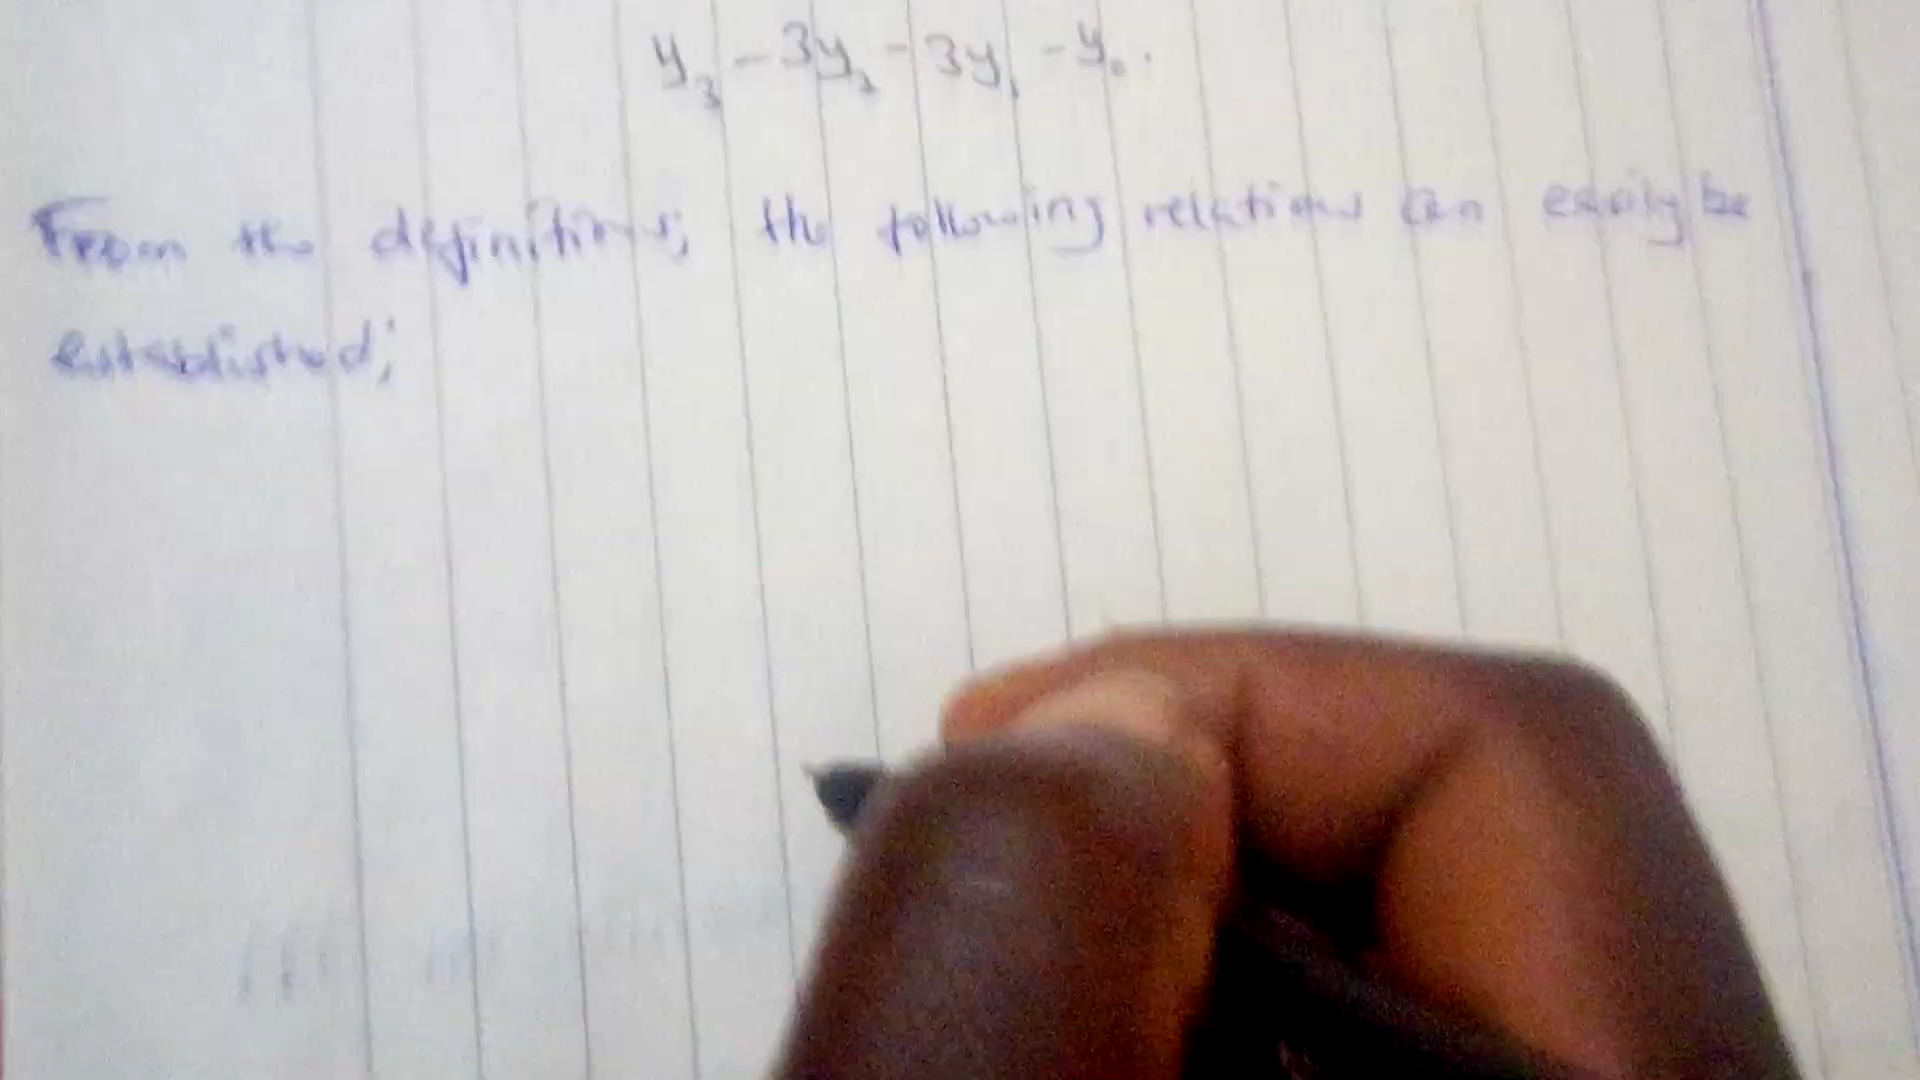 y₃ - 3y₂ - 3y₁ - y₀.
From the definitions; the following relations can easily be
established;